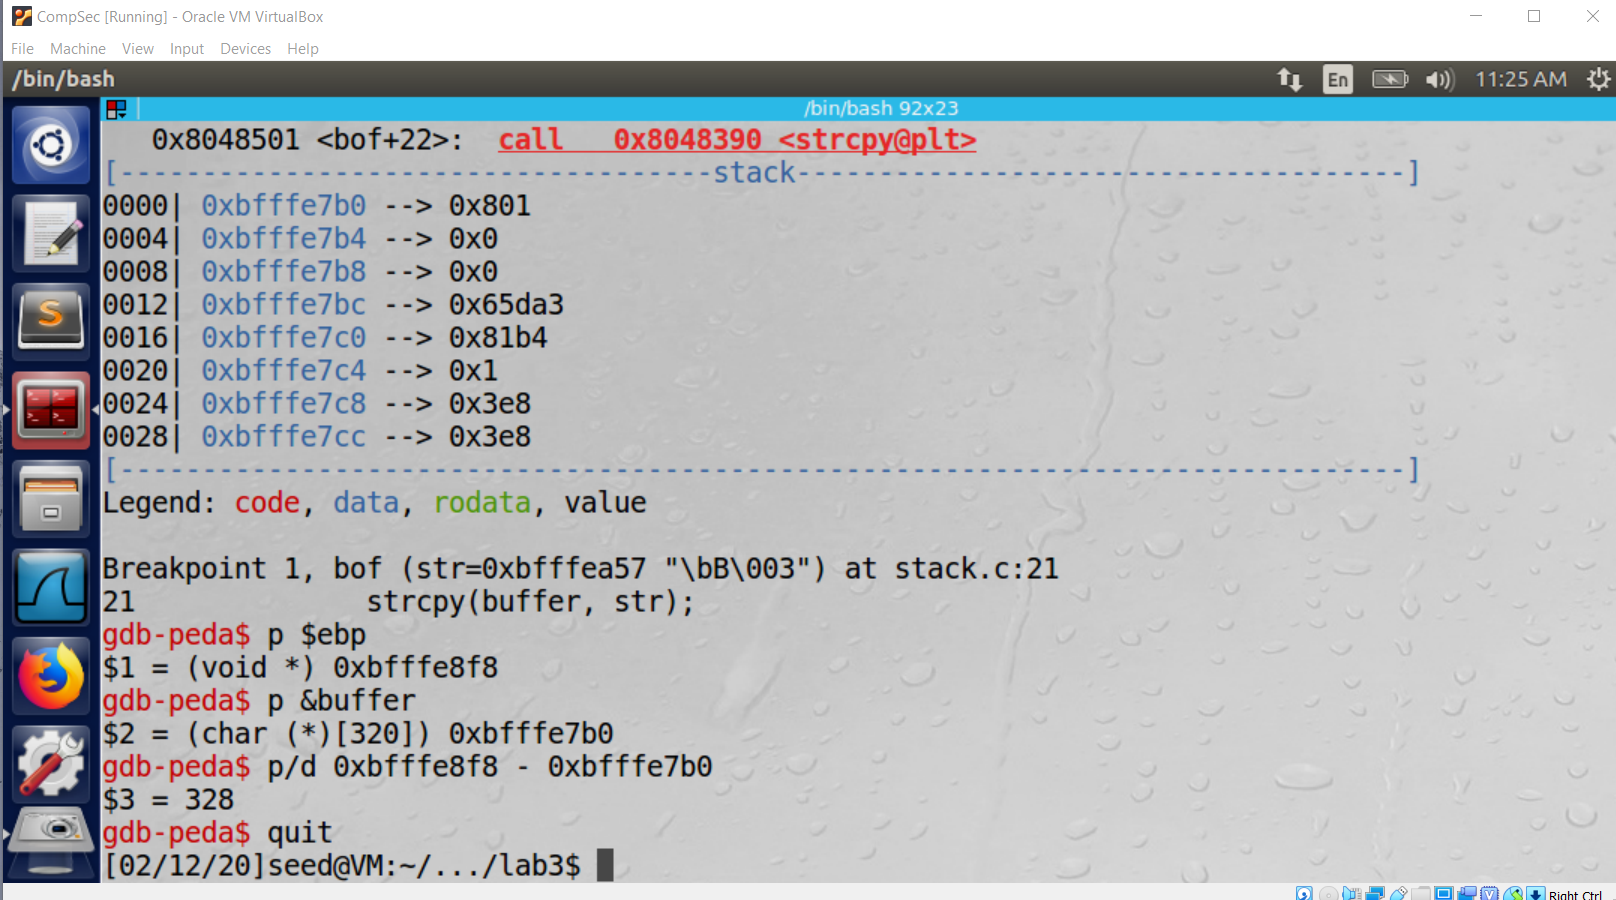 CompSec [Running] - Oracle VM VirtualBox
File Machine View Input Devices Help
/bin/bash En 11:25 AM
/bin/bash 92x23
0x8048501 <bof+22>: call 0x8048390 <strcpy@plt>
[------------------------------------stack-------------------------------------]
0000| 0xbfffe7b0 --> 0x801
0004| 0xbfffe7b4 --> 0x0
0008| 0xbfffe7b8 --> 0x0
0012| 0xbfffe7bc --> 0x65da3
0016| 0xbfffe7c0 --> 0x81b4
0020| 0xbfffe7c4 --> 0x1
0024| 0xbfffe7c8 --> 0x3e8
0028| 0xbfffe7cc --> 0x3e8
[------------------------------------------------------------------------------]
Legend: code, data, rodata, value
Breakpoint 1, bof (str=0xbfffea57 "\bB\003") at stack.c:21
21 strcpy(buffer, str);
gdb-peda$ p $ebp
$1 = (void *) 0xbfffe8f8
gdb-peda$ p &buffer
$2 = (char (*)[320]) 0xbfffe7b0
gdb-peda$ p/d 0xbfffe8f8 - 0xbfffe7b0
$3 = 328
gdb-peda$ quit
[02/12/20]seed@VM:~/.../lab3$
Right Ctrl